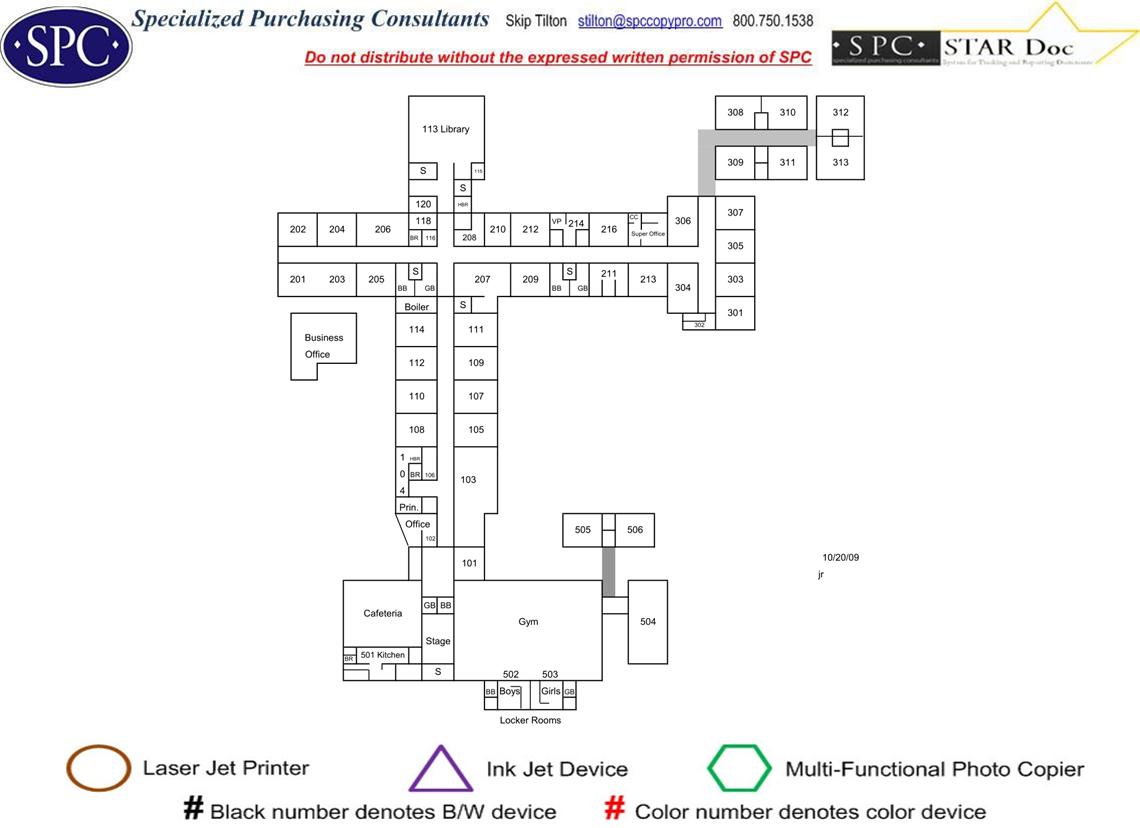 Specialized Purchasing Consultants Skip Tilton stilton@spccopypro.com 800.750.1538
·SPC·
·SPC· STAR Doc
specialized purchasing consultants System for Tracking and Reporting Documents
Do not distribute without the expressed written permission of SPC
308 310 312
113 Library
309 311 313
S 115
S
120 HBR
118
202 204 206 BR 116 208 210 212 VP 214 216 CC Super Office 306 307
305
201 203 205 BB S GB 207 209 BB S GB 211 213 304 303
Boiler S 301
302
114 111
Business
Office
112 109
110 107
108 105
1 HBR
0 BR 106 103
4
Prin.
Office
102
505 506
101
10/20/09
jr
GB BB
Cafeteria Gym 504
Stage
BR 501 Kitchen
S 502 503
BB Boys Girls GB
Locker Rooms
Laser Jet Printer Ink Jet Device Multi-Functional Photo Copier
# Black number denotes B/W device # Color number denotes color device